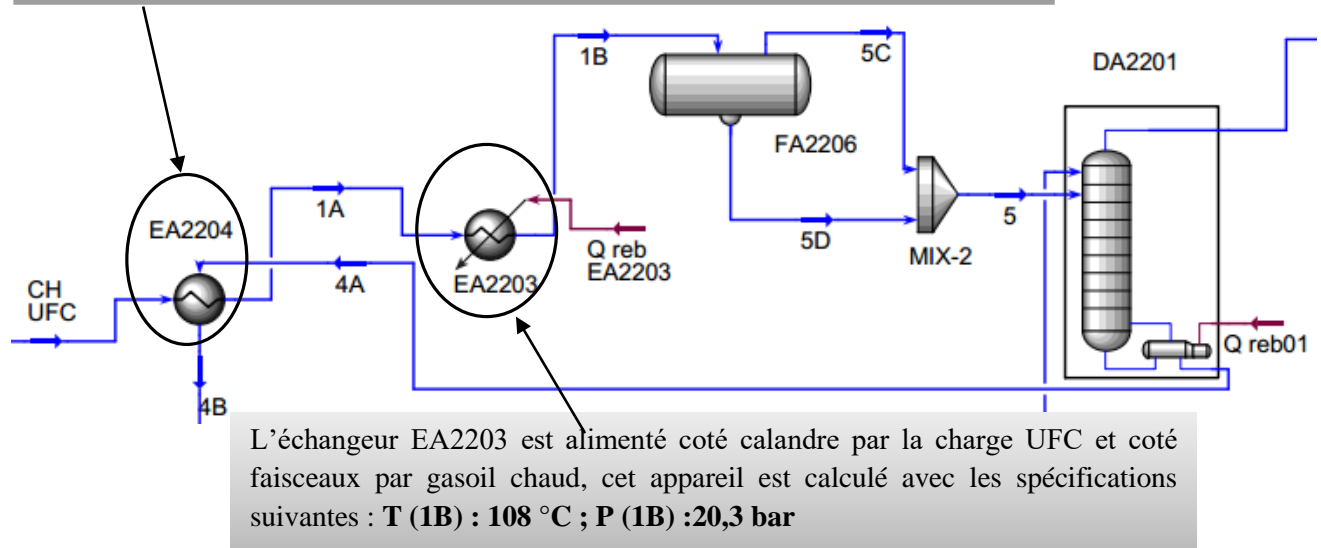 1B
5C
DA2201
FA2206
1A
EA2204
5
5D
Q reb
EA2203
MIX-2
EA2203
4A
CH
UFC
Q reb01
4B
L’échangeur EA2203 est alimenté coté calandre par la charge UFC et coté
faisceaux par gasoil chaud, cet appareil est calculé avec les spécifications
suivantes : T (1B) : 108 °C ; P (1B) :20,3 bar